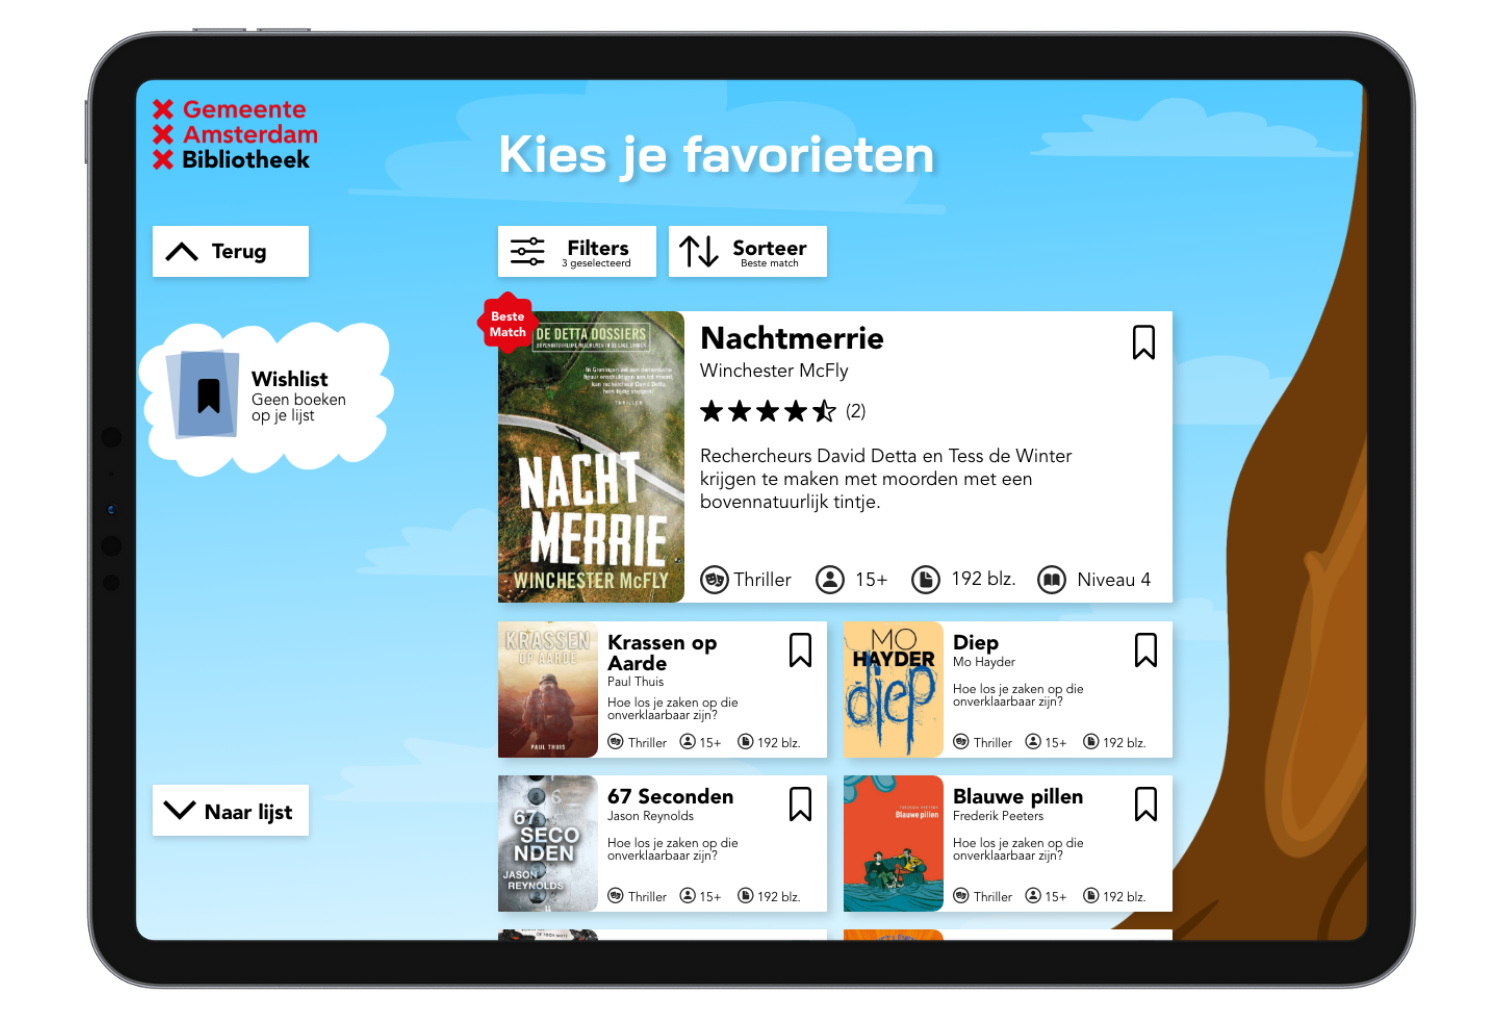 Gemeente
Amsterdam
Bibliotheek
Kies je favorieten
Terug
Filters
3 geselecteerd
Sorteer
Beste match
Wishlist
Geen boeken
op je lijst
Naar lijst
Beste
Match
DE DETTA DOSSIERS
THRILLER
NACHT
MERRIE
WINCHESTER McFLY
Nachtmerrie
Winchester McFly
(2)
Rechercheurs David Detta en Tess de Winter
krijgen te maken met moorden met een
bovennatuurlijk tintje.
Thriller 15+ 192 blz. Niveau 4
KRASSEN
OP AARDE
PAUL THUIS
Krassen op
Aarde
Paul Thuis
Hoe los je zaken op die
onverklaarbaar zijn?
Thriller 15+ 192 blz.
MO
HAYDER
diep
Diep
Mo Hayder
Hoe los je zaken op die
onverklaarbaar zijn?
Thriller 15+ 192 blz.
67
SECO
NDEN
JASON
REYNOLDS
67 Seconden
Jason Reynolds
Hoe los je zaken op die
onverklaarbaar zijn?
Thriller 15+ 192 blz.
FREDERIK PEETERS
Blauwe pillen
Blauwe pillen
Frederik Peeters
Hoe los je zaken op die
onverklaarbaar zijn?
Thriller 15+ 192 blz.